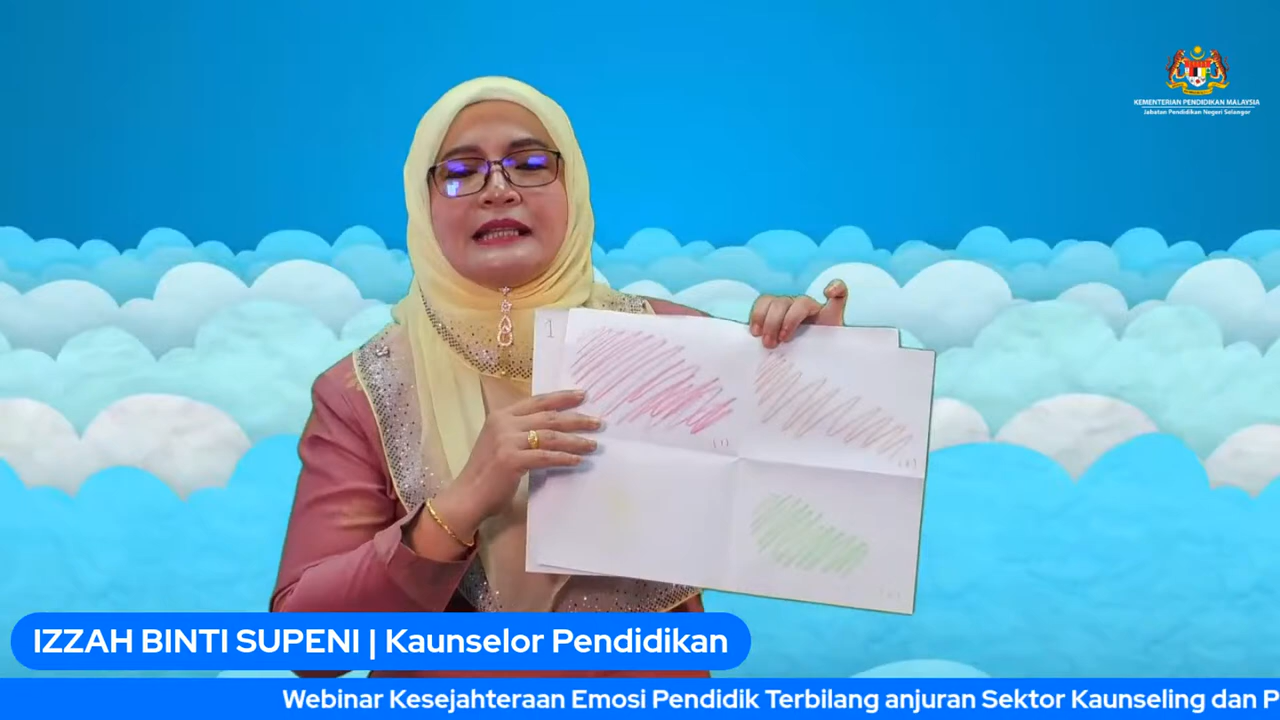 KEMENTERIAN PENDIDIKAN MALAYSIA
Jabatan Pendidikan Negeri Selangor
1
(1)
IZZAH BINTI SUPENI | Kaunselor Pendidikan
Webinar Kesejahteraan Emosi Pendidik Terbilang anjuran Sektor Kaunseling dan P